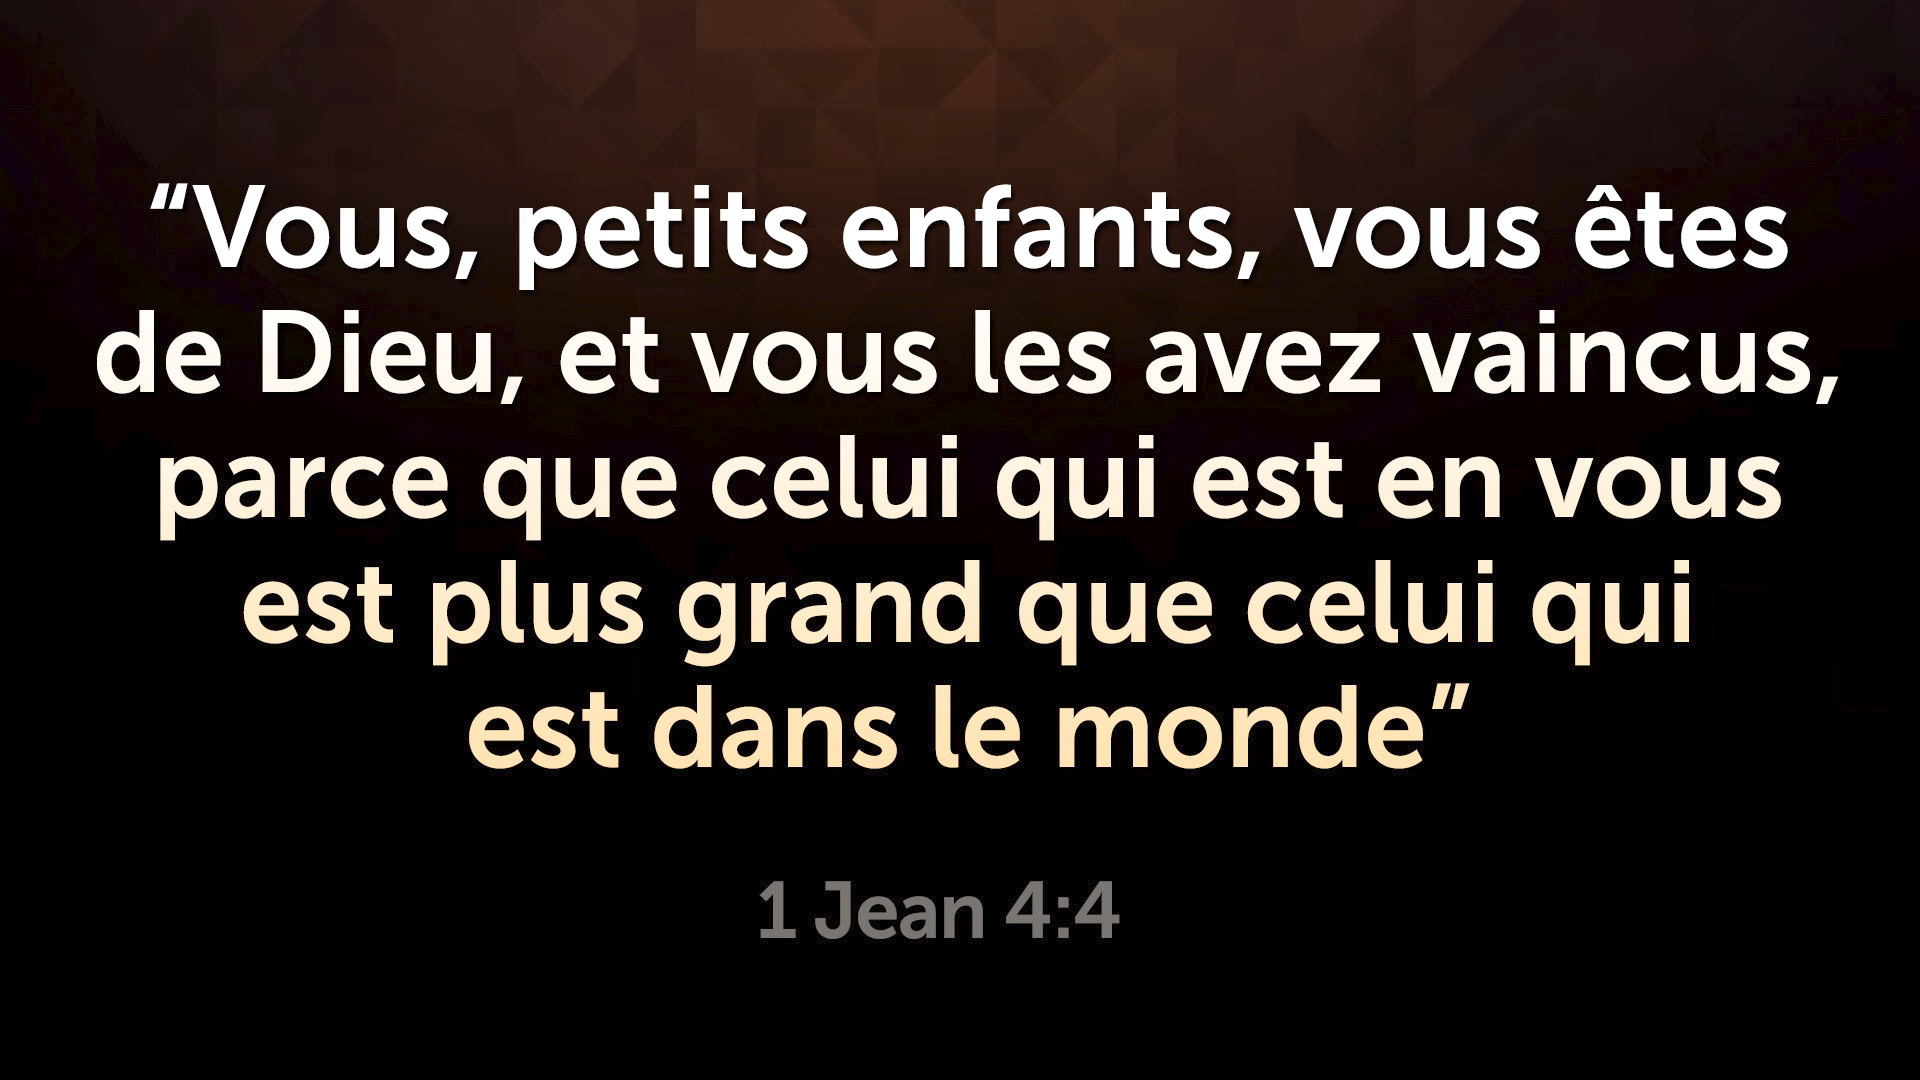 “Vous, petits enfants, vous êtes
de Dieu, et vous les avez vaincus,
parce que celui qui est en vous
est plus grand que celui qui
est dans le monde”
1 Jean 4:4